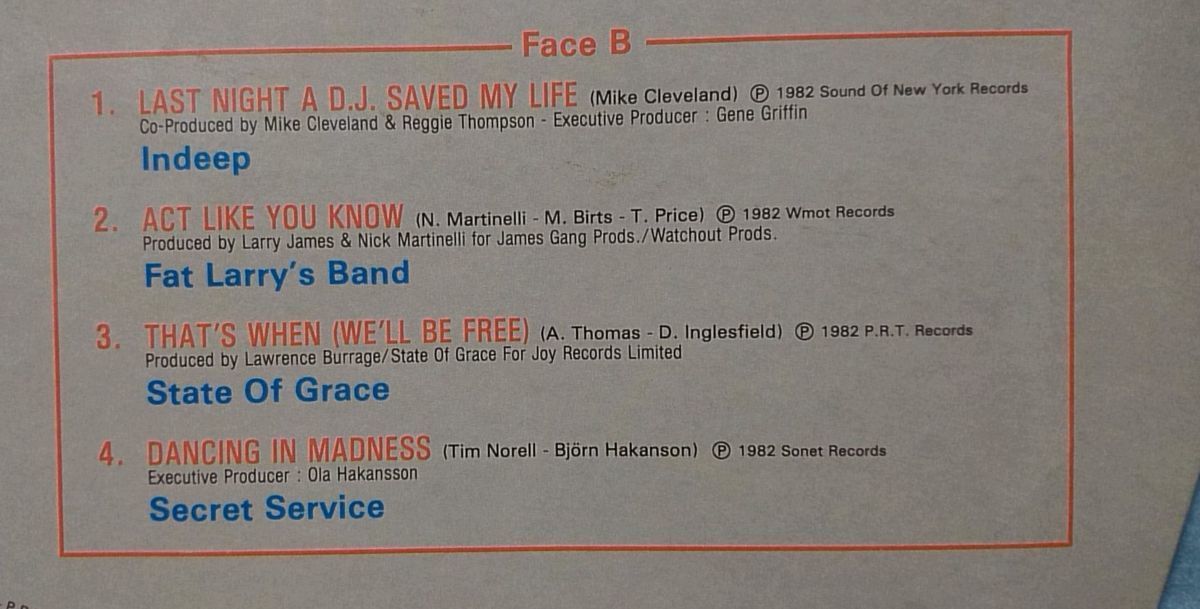 Face B
1. LAST NIGHT A D.J. SAVED MY LIFE (Mike Cleveland) ℗ 1982 Sound Of New York Records
Co-Produced by Mike Cleveland & Reggie Thompson - Executive Producer : Gene Griffin
Indeep
2. ACT LIKE YOU KNOW (N. Martinelli - M. Birts - T. Price) ℗ 1982 Wmot Records
Produced by Larry James & Nick Martinelli for James Gang Prods./Watchout Prods.
Fat Larry's Band
3. THAT'S WHEN (WE'LL BE FREE) (A. Thomas - D. Inglesfield) ℗ 1982 P.R.T. Records
Produced by Lawrence Burrage/State Of Grace For Joy Records Limited
State Of Grace
4. DANCING IN MADNESS (Tim Norell - Björn Hakanson) ℗ 1982 Sonet Records
Executive Producer : Ola Hakansson
Secret Service